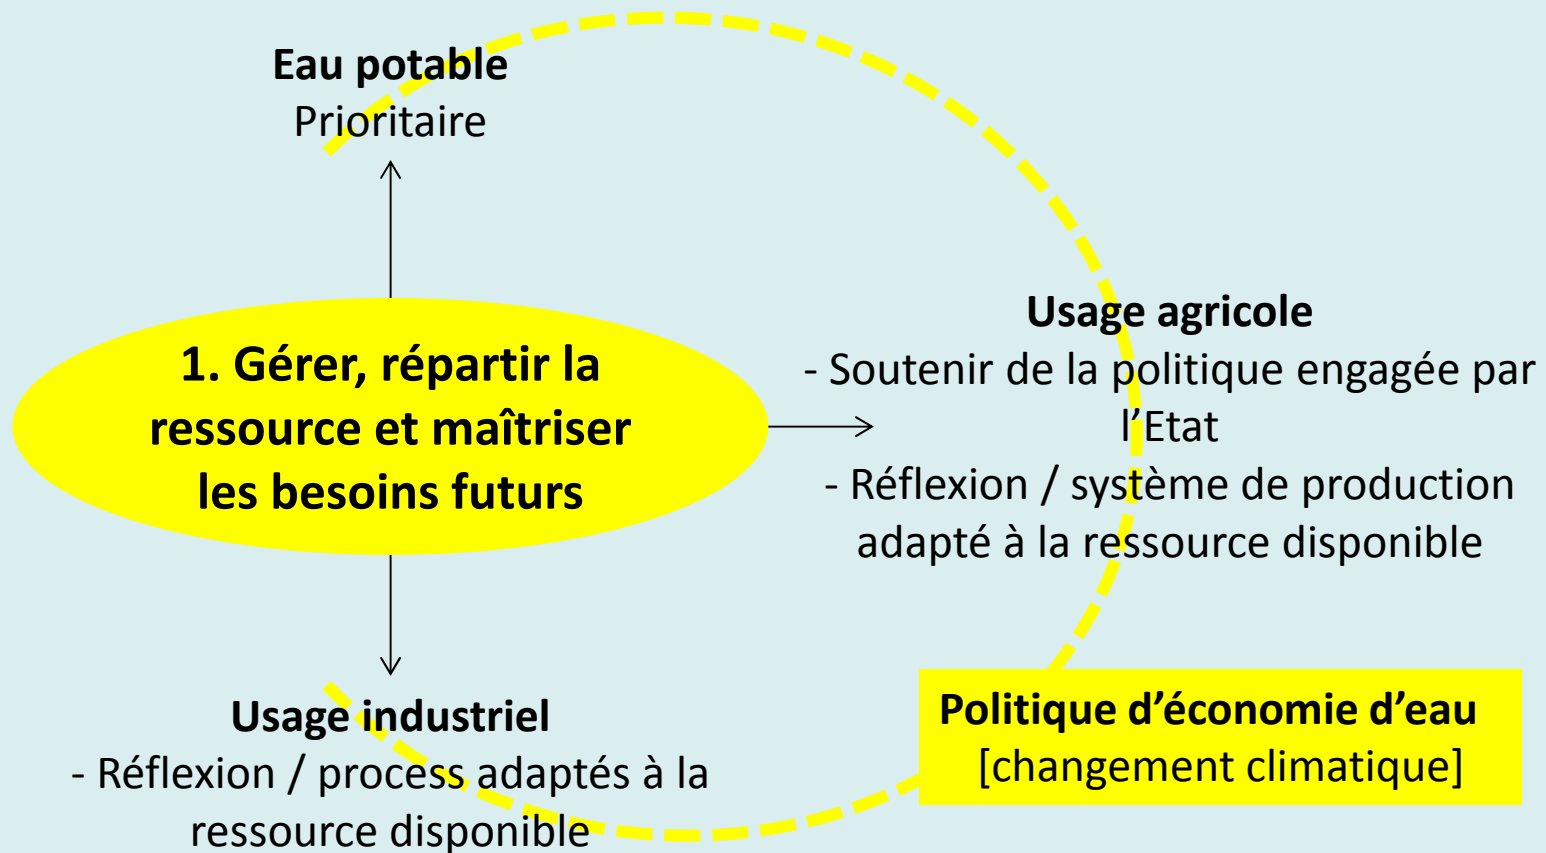 Eau potable
Prioritaire
1. Gérer, répartir la
ressource et maîtriser
les besoins futurs
Usage agricole
- Soutenir de la politique engagée par
l’Etat
- Réflexion / système de production
adapté à la ressource disponible
Usage industriel
- Réflexion / process adaptés à la
ressource disponible
Politique d’économie d’eau
[changement climatique]